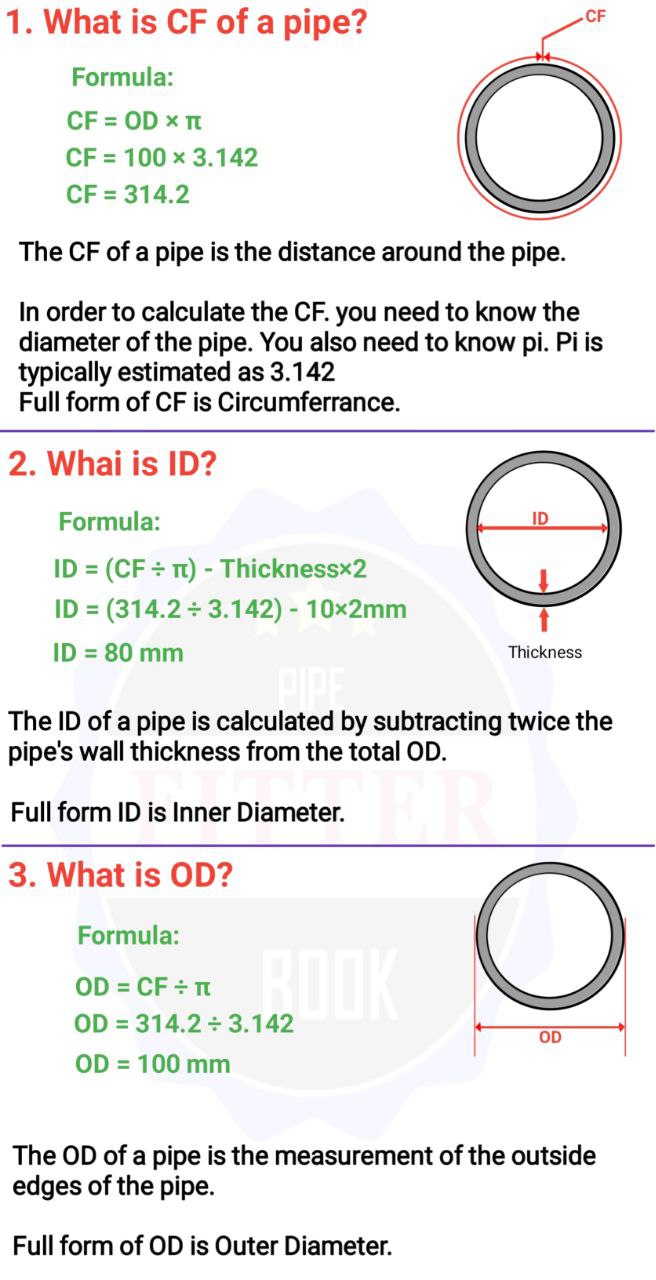 1. What is CF of a pipe?
CF
Formula:
CF = OD × π
CF = 100 × 3.142
CF = 314.2
The CF of a pipe is the distance around the pipe.
In order to calculate the CF. you need to know the
diameter of the pipe. You also need to know pi. Pi is
typically estimated as 3.142
Full form of CF is Circumferrance.
2. Whai is ID?
Formula:
ID
ID = (CF ÷ π) - Thickness×2
ID = (314.2 ÷ 3.142) - 10×2mm
ID = 80 mm
Thickness
PIPE
The ID of a pipe is calculated by subtracting twice the
pipe's wall thickness from the total OD.
FITTER
Full form ID is Inner Diameter.
3. What is OD?
Formula:
OD = CF ÷ π
BOOK
OD = 314.2 ÷ 3.142
OD
OD = 100 mm
The OD of a pipe is the measurement of the outside
edges of the pipe.
Full form of OD is Outer Diameter.